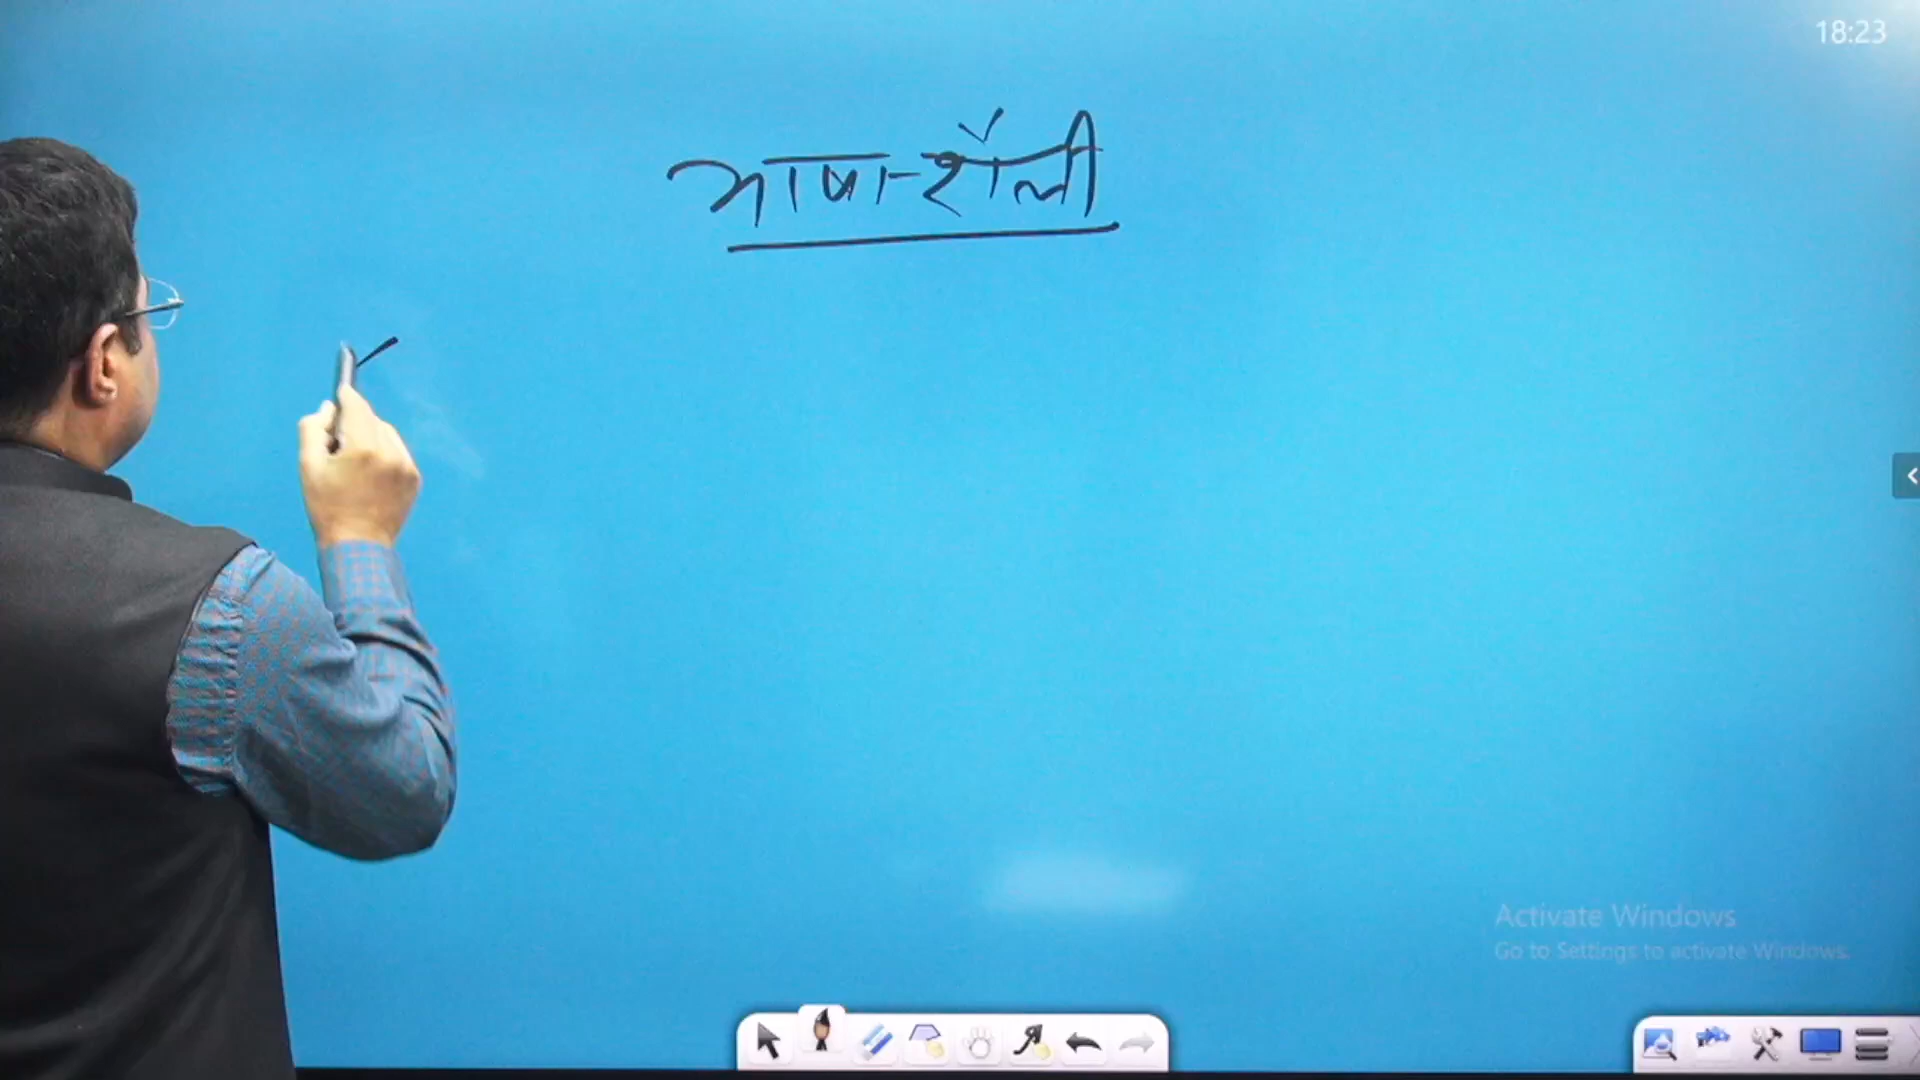 18:23
भाषा-शैली
Activate Windows
Go to Settings to activate Windows.